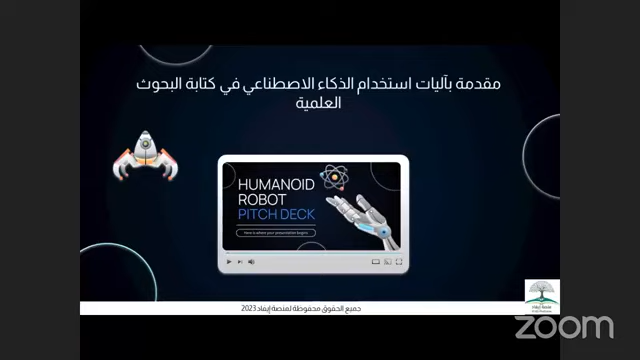 مقدمة بآليات استخدام الذكاء الاصطناعي في كتابة البحوث
العلمية
HUMANOID
ROBOT
PITCH DECK
Here is where your presentation begins
جميع الحقوق محفوظة لمنصة إيفاد 2023
zoom